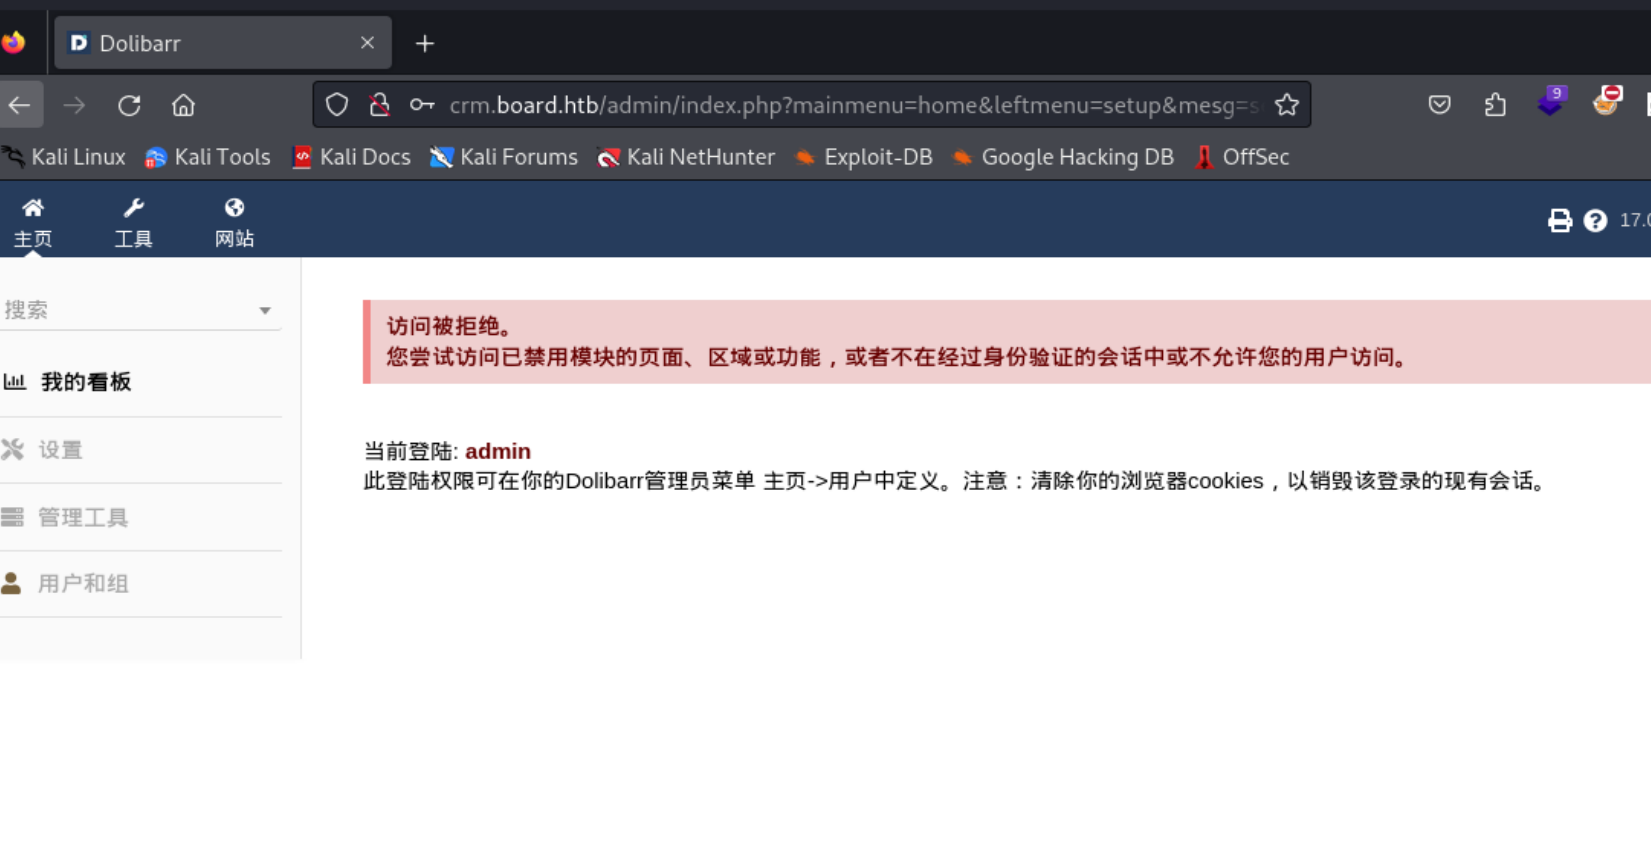 Dolibarr
crm.board.htb/admin/index.php?mainmenu=home&leftmenu=setup&mesg=s
9
Kali Linux Kali Tools Kali Docs Kali Forums Kali NetHunter Exploit-DB Google Hacking DB OffSec
主页 工具 网站
17.0
搜索
我的看板
设置
管理工具
用户和组
访问被拒绝。
您尝试访问已禁用模块的页面、区域或功能，或者不在经过身份验证的会话中或不允许您的用户访问。
当前登陆: admin
此登陆权限可在你的Dolibarr管理员菜单 主页->用户中定义。注意：清除你的浏览器cookies，以销毁该登录的现有会话。